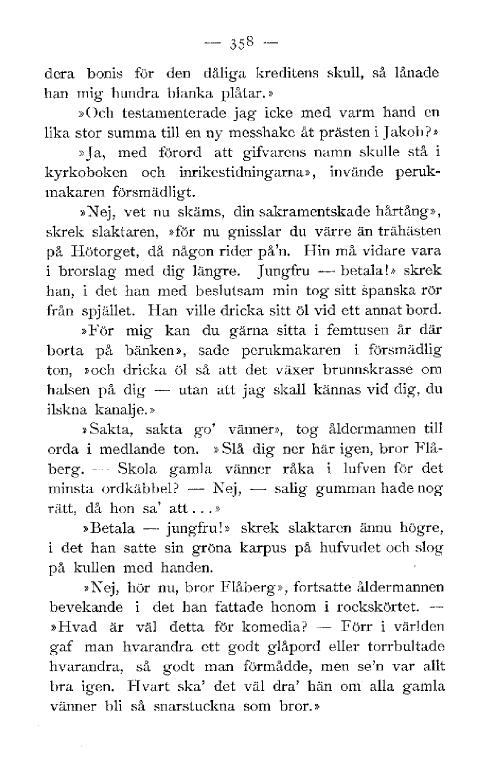 — 358 —
dera bonis för den dåliga kreditens skull, så lånade
han mig hundra blanka plåtar.»
»Och testamenterade jag icke med varm hand en
lika stor summa till en ny messhake åt prästen i Jakob?»
»Ja, med förord att gifvarens namn skulle stå i
kyrkoboken och inrikestidningarna», invände peruk-
makaren försmädligt.
»Nej, vet nu skäms, din sakramentskade hårtång»,
skrek slaktaren, »för nu gnisslar du värre än trähästen
på Hötorget, då någon rider på'n. Hin må vidare vara
i brorslag med dig längre. Jungfru — betala!» skrek
han, i det han med beslutsam min tog sitt spanska rör
från spjället. Han ville dricka sitt öl vid ett annat bord.
»För mig kan du gärna sitta i femtusen år där
borta på bänken», sade perukmakaren i försmädlig
ton, »och dricka öl så att det växer brunnskrasse om
halsen på dig — utan att jag skall kännas vid dig, du
ilskna kanalje.»
»Sakta, sakta go' vänner», tog åldermannen till
orda i medlande ton. »Slå dig ner här igen, bror Flå-
berg. — Skola gamla vänner råka i lufven för det
minsta ordkäbbel? — Nej, — salig gumman hade nog
rätt, då hon sa' att . . .»
»Betala — jungfru!» skrek slaktaren ännu högre,
i det han satte sin gröna karpus på hufvudet och slog
på kullen med handen.
»Nej, hör nu, bror Flåberg», fortsatte åldermannen
bevekande i det han fattade honom i rockskörtet. —
»Hvad är väl detta för komedia? — Förr i världen
gaf man hvarandra ett godt glåpord eller torrbultade
hvarandra, så godt man förmådde, men se'n var allt
bra igen. Hvart ska' det väl dra' hän om alla gamla
vänner bli så snarstuckna som bror.»